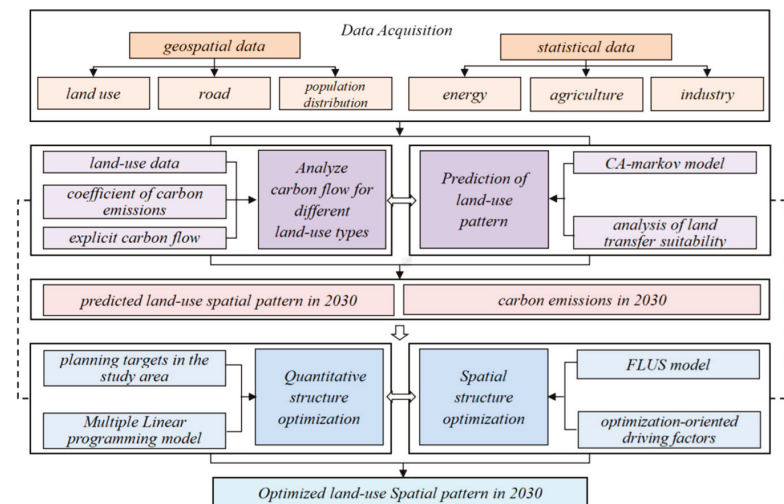 Data Acquisition
geospatial data
statistical data
land use
road
population
distribution
energy
agriculture
industry
land-use data
coefficient of carbon
emissions
explicit carbon flow
Analyze
carbon flow for
different
land-use types
Prediction of
land-use
pattern
CA-markov model
analysis of land
transfer suitability
predicted land-use spatial pattern in 2030
carbon emissions in 2030
planning targets in the
study area
Multiple Linear
programming model
Quantitative
structure
optimization
Spatial
structure
optimization
FLUS model
optimization-oriented
driving factors
Optimized land-use Spatial pattern in 2030